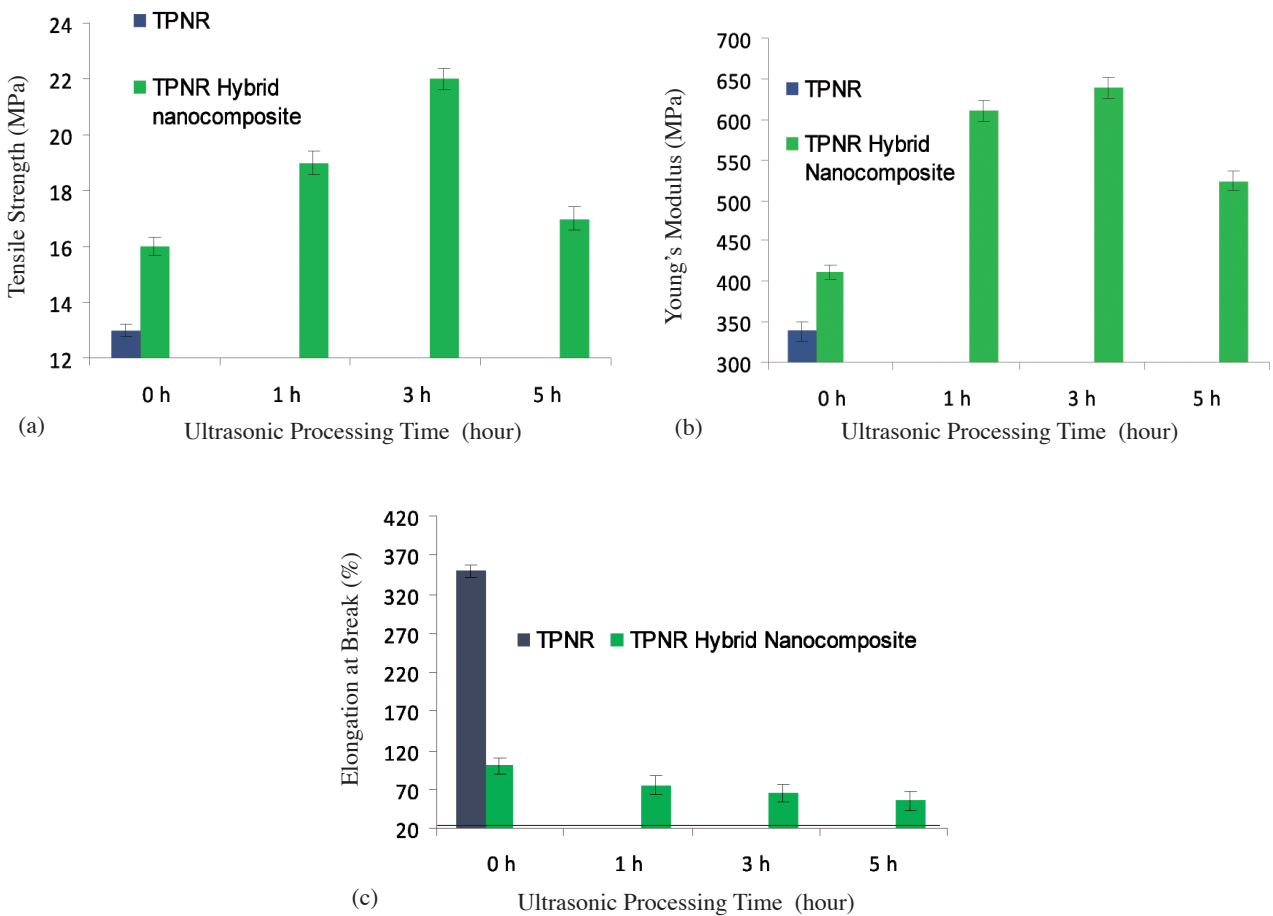 24
22
20
18
16
14
12
Tensile Strength (MPa)
TPNR
TPNR Hybrid
nanocomposite
0 h 1 h 3 h 5 h
Ultrasonic Processing Time (hour)
(a)
700
650
600
550
500
450
400
350
300
Young's Modulus (MPa)
TPNR
TPNR Hybrid
Nanocomposite
0 h 1 h 3 h 5 h
Ultrasonic Processing Time (hour)
(b)
420
370
320
270
220
170
120
70
20
Elongation at Break (%)
TPNR TPNR Hybrid Nanocomposite
0 h 1 h 3 h 5 h
Ultrasonic Processing Time (hour)
(c)